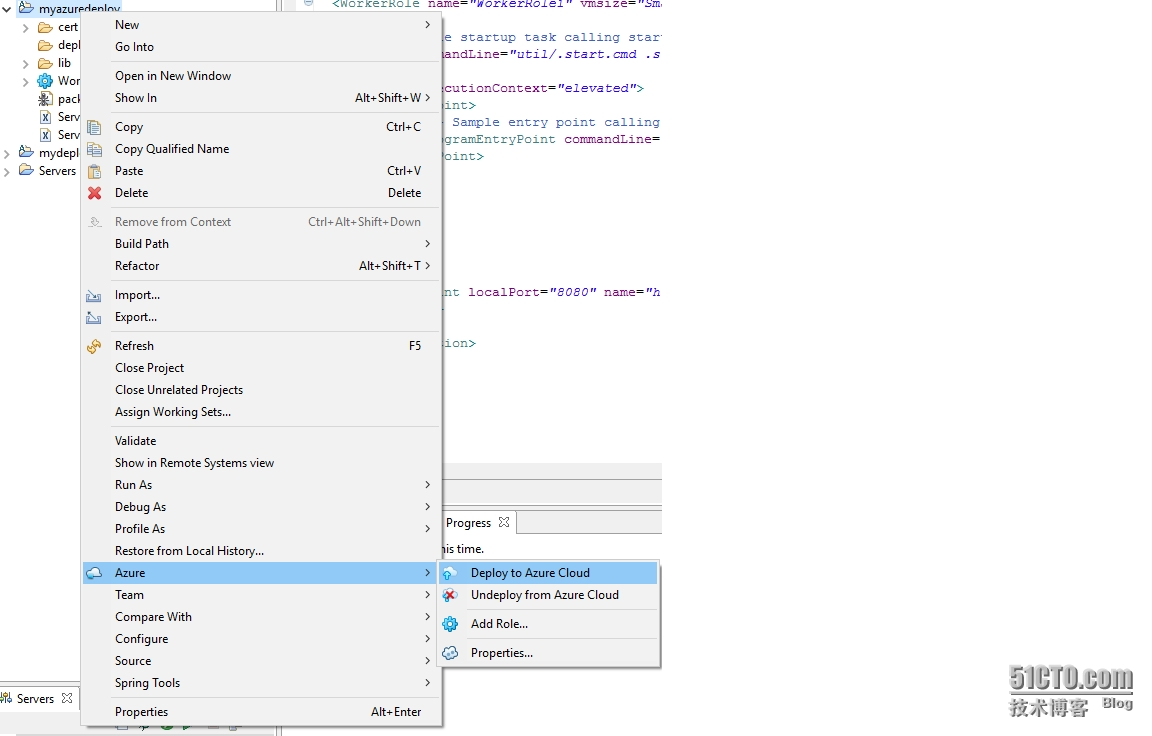 myazuredeploy
cert
depl
lib
Wor
pack
Serv
Serv
mydepl
Servers
<WorkerRole name="WorkerRole1" vmsize="Sma
e startup task calling star
mandLine="util/.start.cmd .s
cutionContext="elevated">
int>
Sample entry point calling
gramEntryPoint commandLine=
Point>
nt localPort="8080" name="h
ion>
New
Go Into
Open in New Window
Show In Alt+Shift+W
Copy Ctrl+C
Copy Qualified Name
Paste Ctrl+V
Delete Delete
Remove from Context Ctrl+Alt+Shift+Down
Build Path
Refactor Alt+Shift+T
Import...
Export...
Refresh F5
Close Project
Close Unrelated Projects
Assign Working Sets...
Validate
Show in Remote Systems view
Run As
Debug As
Profile As
Restore from Local History...
Azure
Team
Compare With
Configure
Source
Spring Tools
Properties Alt+Enter
Progress
his time.
Deploy to Azure Cloud
Undeploy from Azure Cloud
Add Role...
Properties...
Servers
51CTO.com
技术博客 Blog